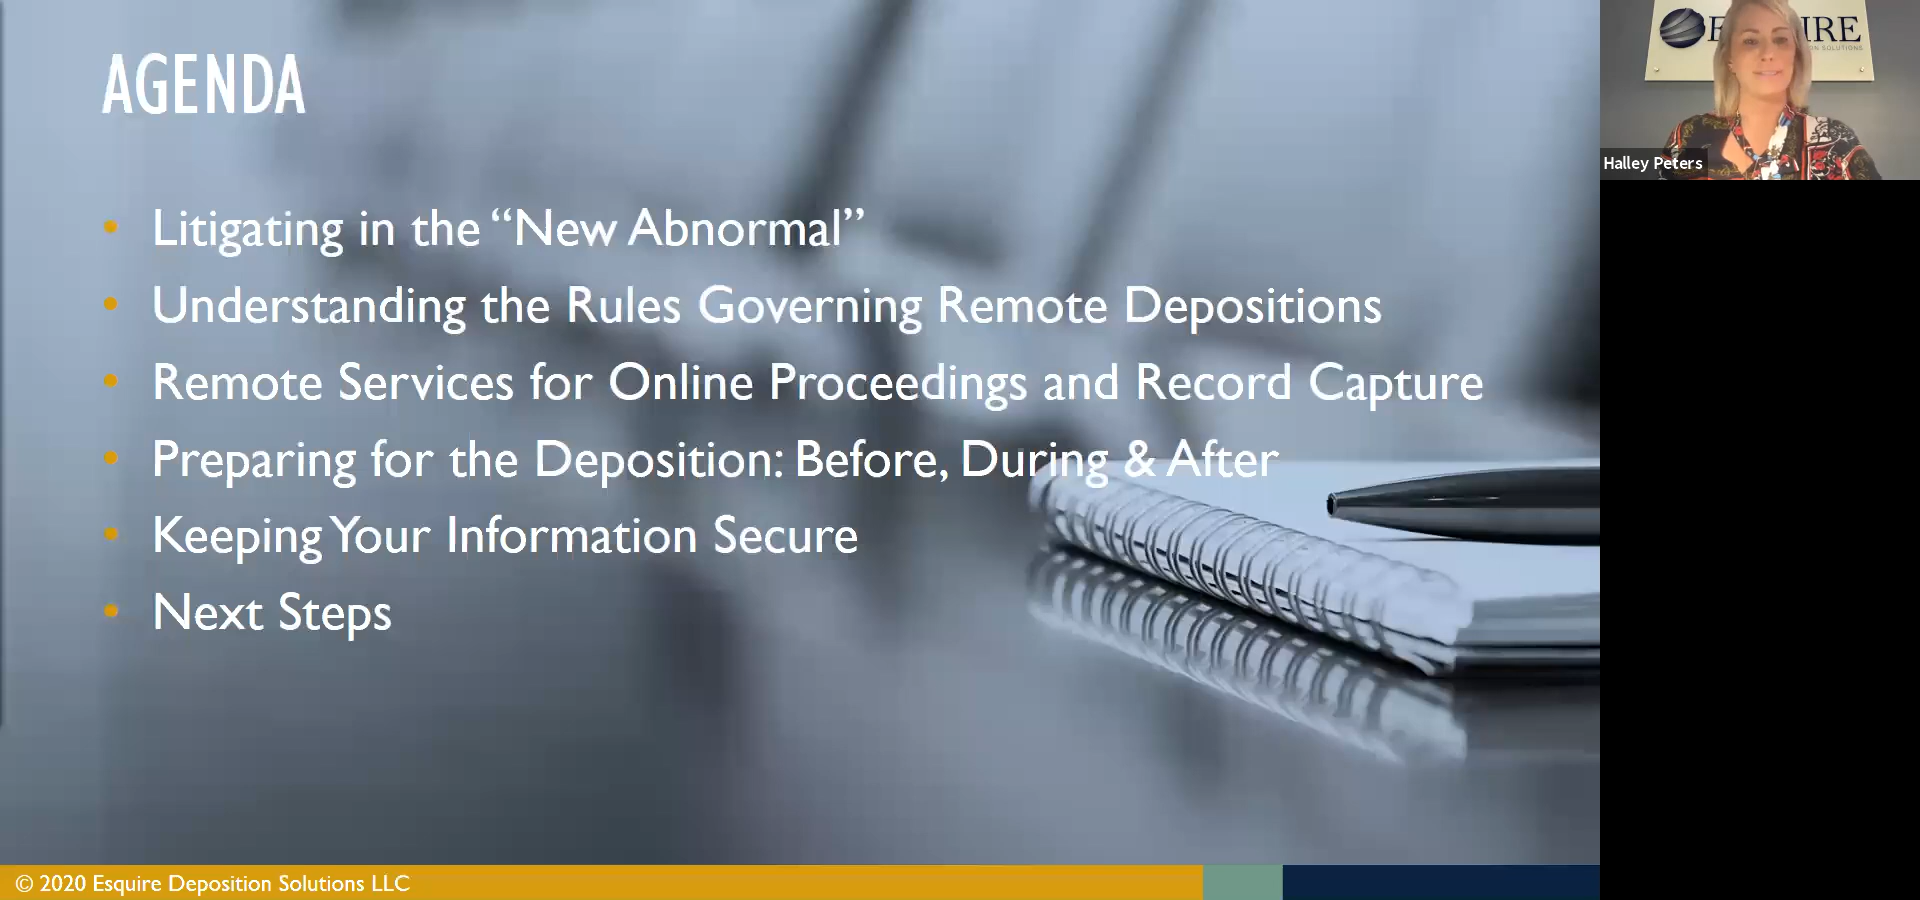 AGENDA
• Litigating in the “New Abnormal”
• Understanding the Rules Governing Remote Depositions
• Remote Services for Online Proceedings and Record Capture
• Preparing for the Deposition: Before, During & After
• Keeping Your Information Secure
• Next Steps
© 2020 Esquire Deposition Solutions LLC
IRE
SOLUTIONS
Halley Peters